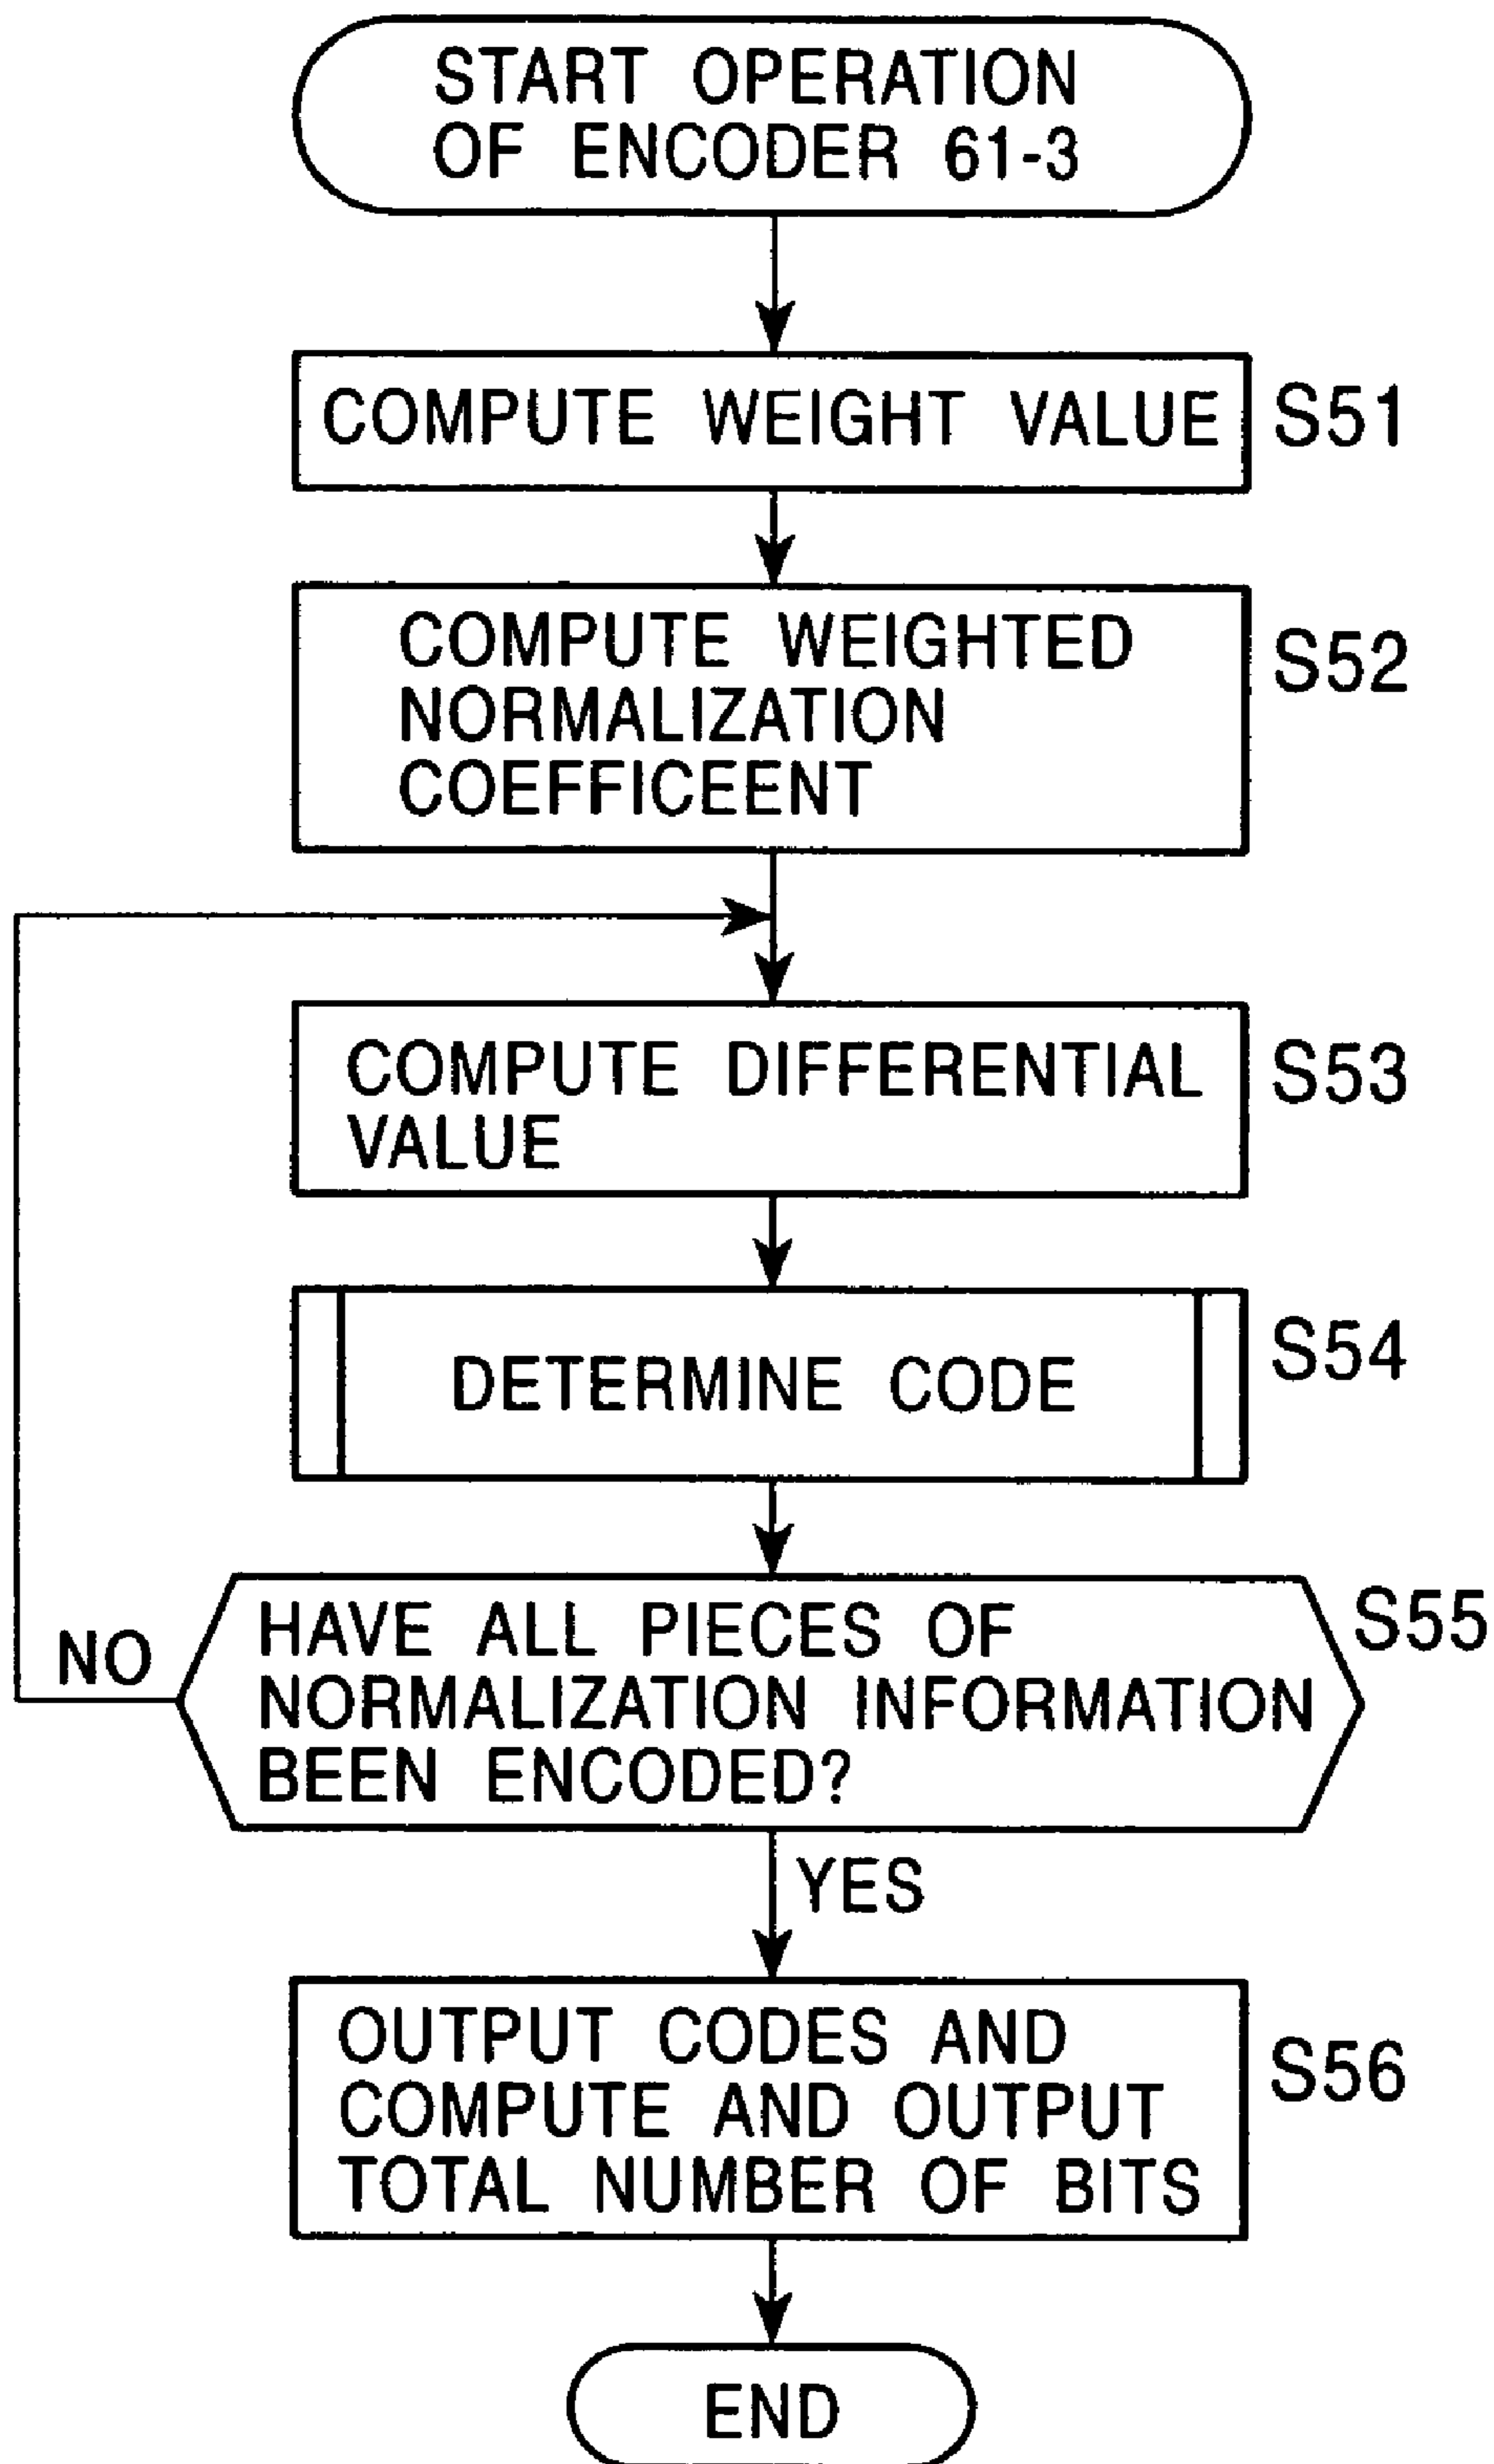 START OPERATION
OF ENCODER 61-3
COMPUTE WEIGHT VALUE
S51
COMPUTE WEIGHTED
NORMALIZATION
COEFFICEENT
S52
COMPUTE DIFFERENTIAL
VALUE
S53
DETERMINE CODE
S54
HAVE ALL PIECES OF
NORMALIZATION INFORMATION
BEEN ENCODED?
S55
NO
YES
OUTPUT CODES AND
COMPUTE AND OUTPUT
TOTAL NUMBER OF BITS
S56
END